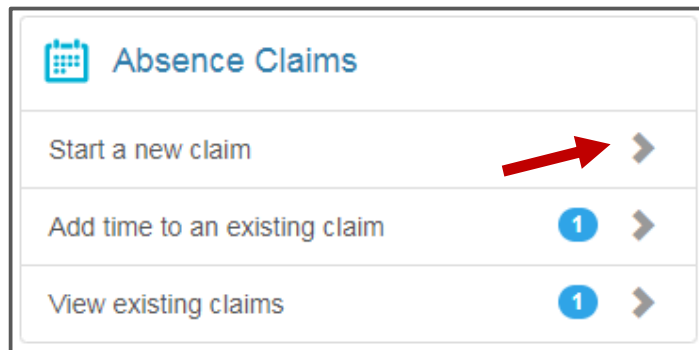 Absence Claims
Start a new claim
Add time to an existing claim 1
View existing claims 1